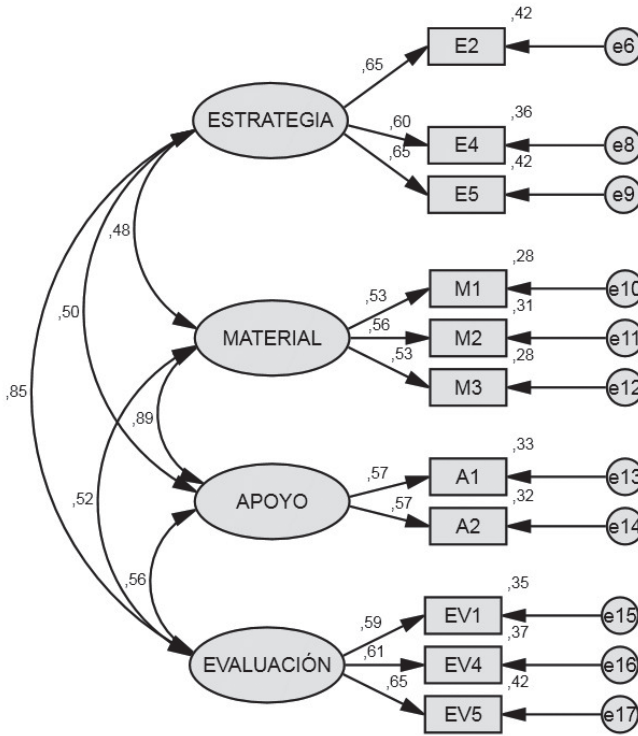 ,42
E2
e6
,65
ESTRATEGIA
,36
,60
E4
e8
,65
,42
E5
e9
,48
,28
M1
e10
,53
,31
,50
MATERIAL
,56
M2
e11
,53
,28
M3
e12
,85
,89
,33
,57
A1
e13
,52
APOYO
,32
,57
A2
e14
,56
,35
,59
EV1
e15
,37
EVALUACIÓN
,61
EV4
e16
,65
,42
EV5
e17